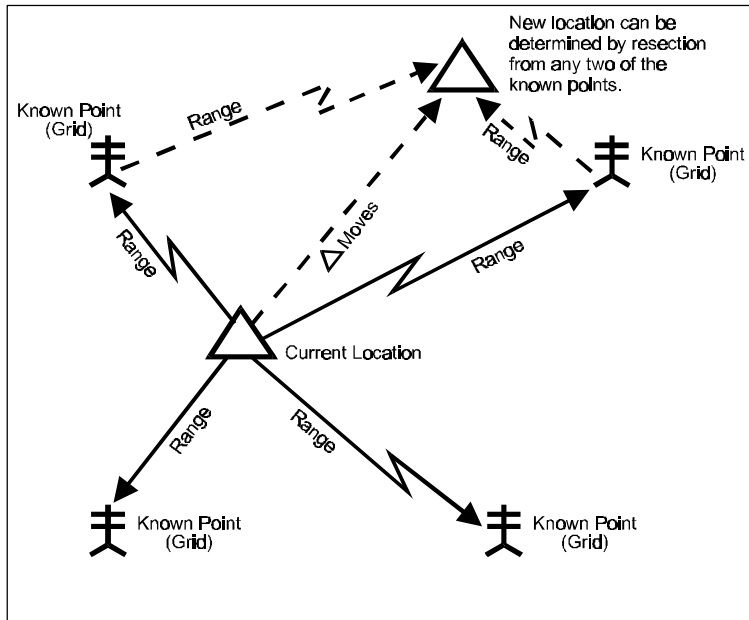 New location can be
determined by resection
from any two of the
known points.
Range
Known Point
(Grid)
Range
Known Point
(Grid)
△ Moves
Range
Range
Current Location
Range
Range
Known Point
(Grid)
Known Point
(Grid)